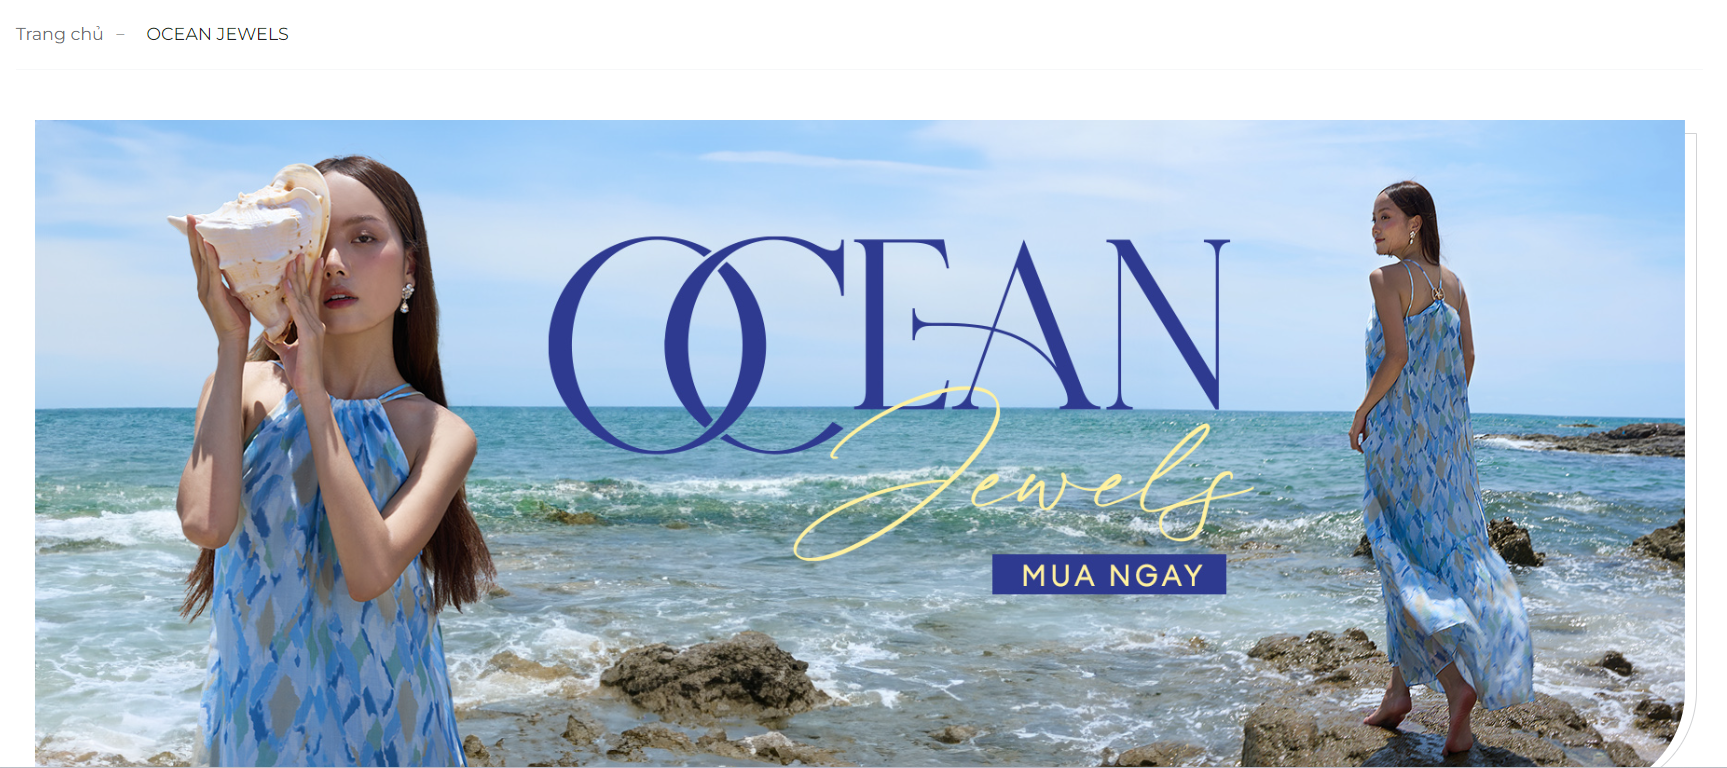 Trang chủ – OCEAN JEWELS
OCEAN
Jewels
MUA NGAY